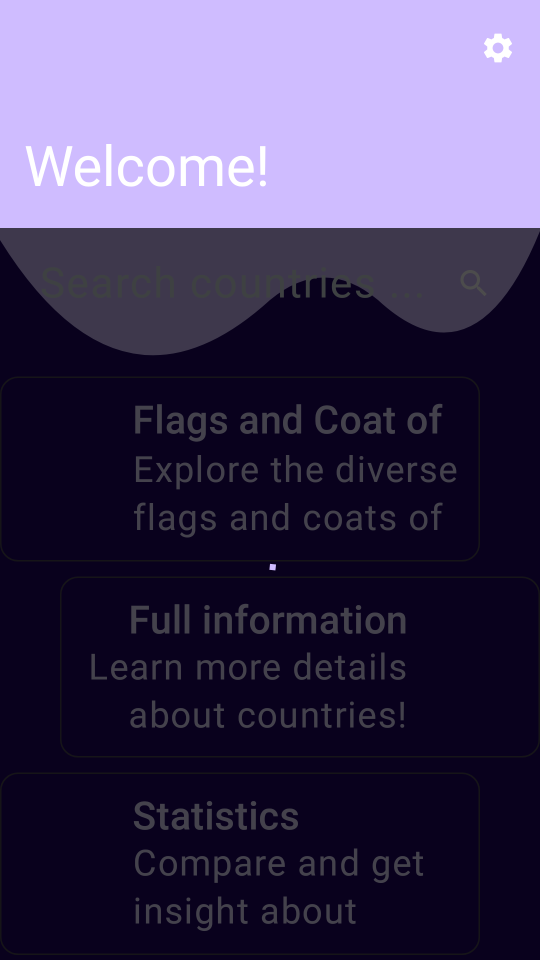 Welcome!
Search countries ...
Flags and Coat of
Explore the diverse
flags and coats of
Full information
Learn more details
about countries!
Statistics
Compare and get
insight about